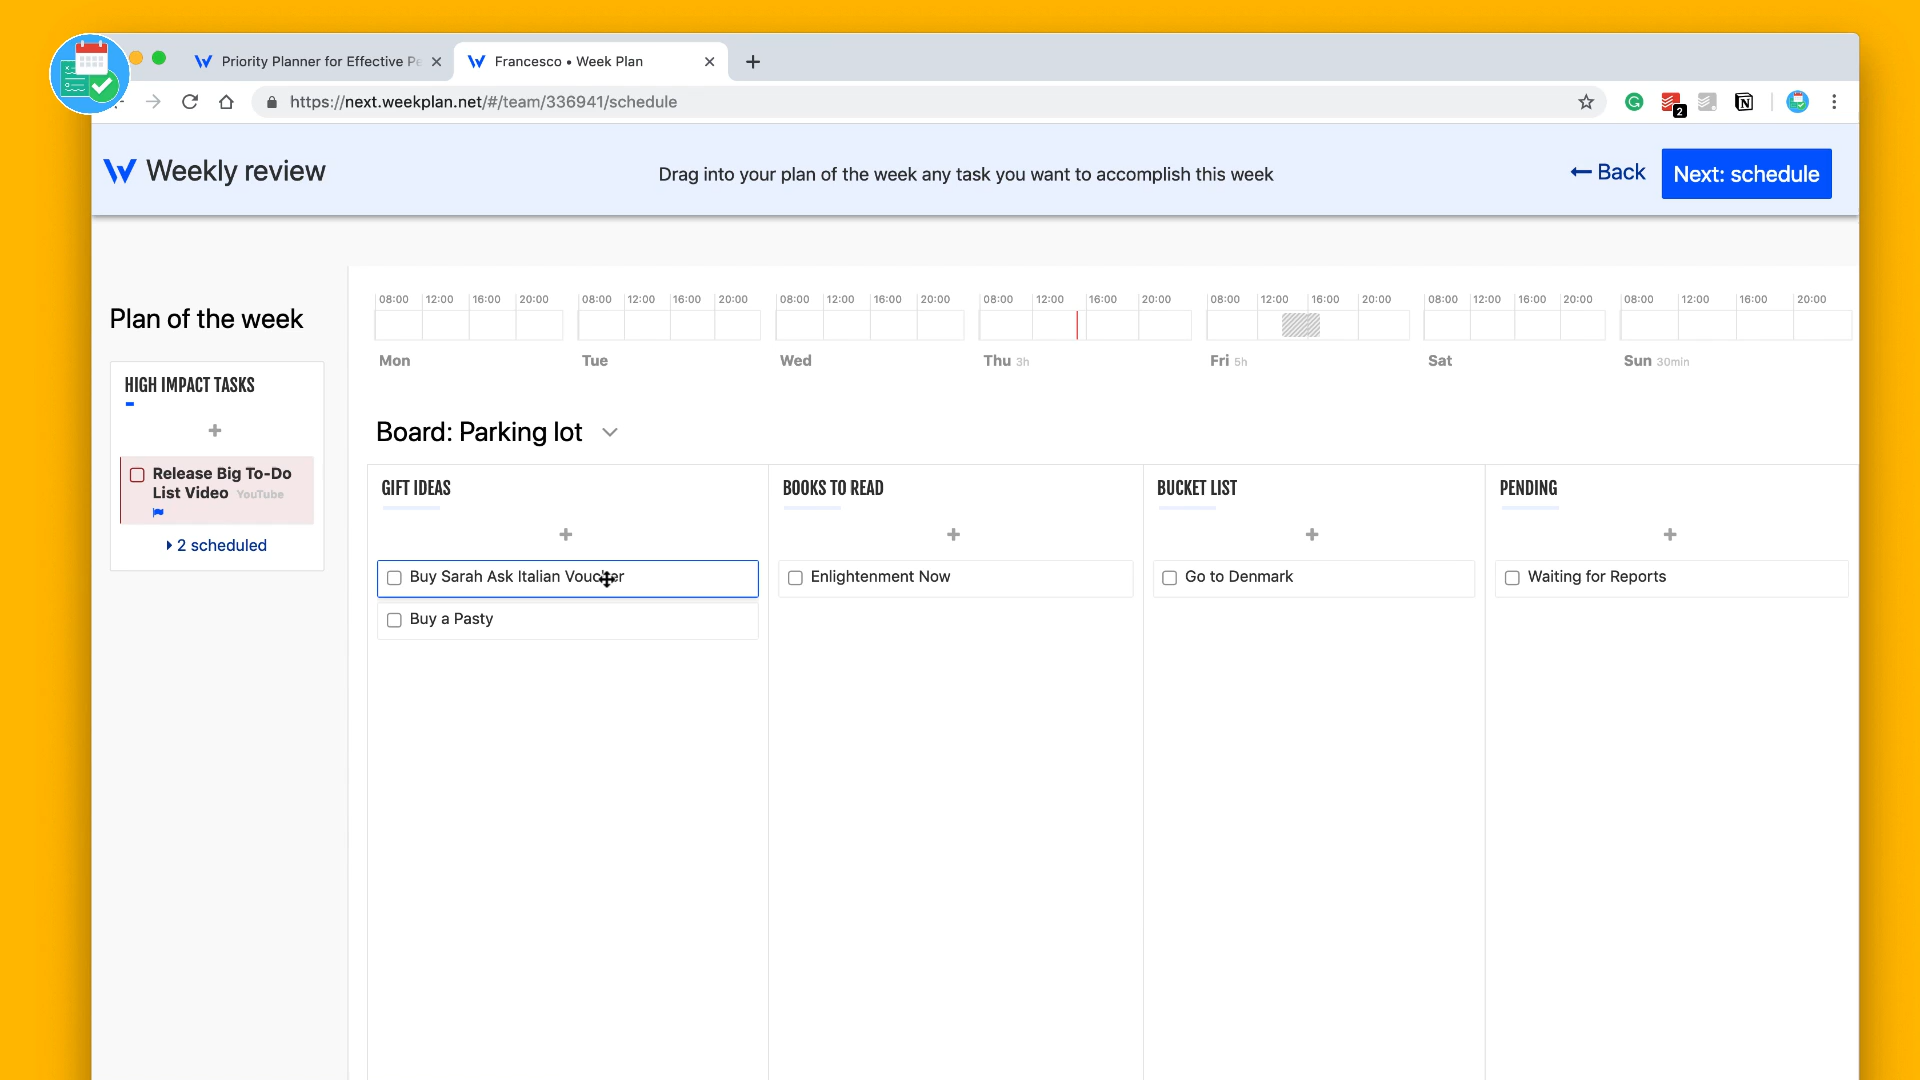 Priority Planner for Effective Pe
Francesco • Week Plan
https://next.weekplan.net/#/team/336941/schedule
2
Weekly review
Drag into your plan of the week any task you want to accomplish this week
Back
Next: schedule
Plan of the week
08:00 12:00 16:00 20:00 08:00 12:00 16:00 20:00 08:00 12:00 16:00 20:00 08:00 12:00 16:00 20:00 08:00 12:00 16:00 20:00 08:00 12:00 16:00 20:00 08:00 12:00 16:00 20:00
Mon Tue Wed Thu 3h Fri 5h Sat Sun 30min
HIGH IMPACT TASKS
+
Release Big To-Do
List Video YouTube
2 scheduled
Board: Parking lot
GIFT IDEAS
+
Buy Sarah Ask Italian Voucher
Buy a Pasty
BOOKS TO READ
+
Enlightenment Now
BUCKET LIST
+
Go to Denmark
PENDING
+
Waiting for Reports